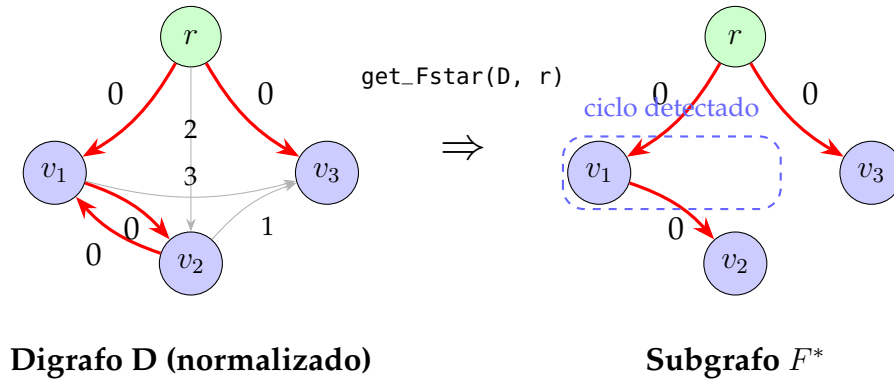 r
r
0
0
get_Fstar(D, r)
0
0
ciclo detectado
2
⇒
v₁
3
v₃
v₁
v₃
0
0
1
0
v₂
v₂
Digrafo D (normalizado)
Subgrafo F*